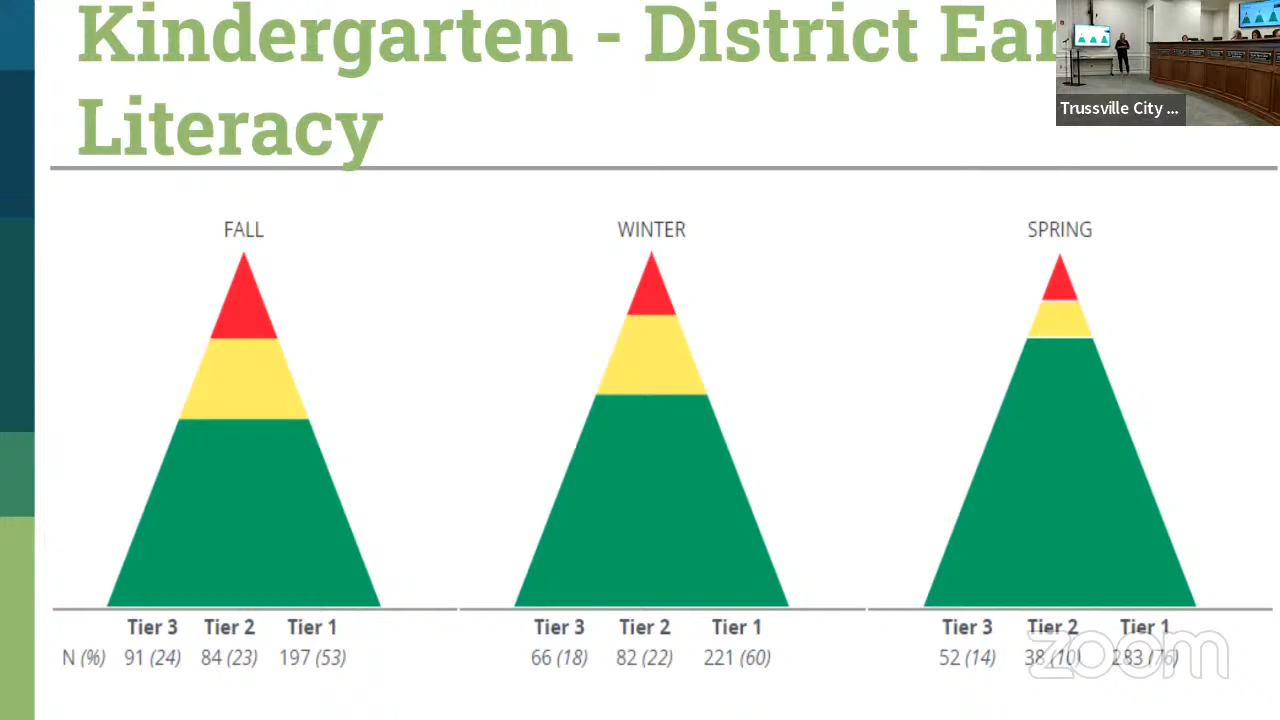 Kindergarten - District Ear
Literacy
Trussville City ...
FALL WINTER SPRING
Tier 3 Tier 2 Tier 1 Tier 3 Tier 2 Tier 1 Tier 3 Tier 2 Tier 1
N (%) 91 (24) 84 (23) 197 (53) 66 (18) 82 (22) 221 (60) 52 (14) 38 (10) 283 (76)
zoom